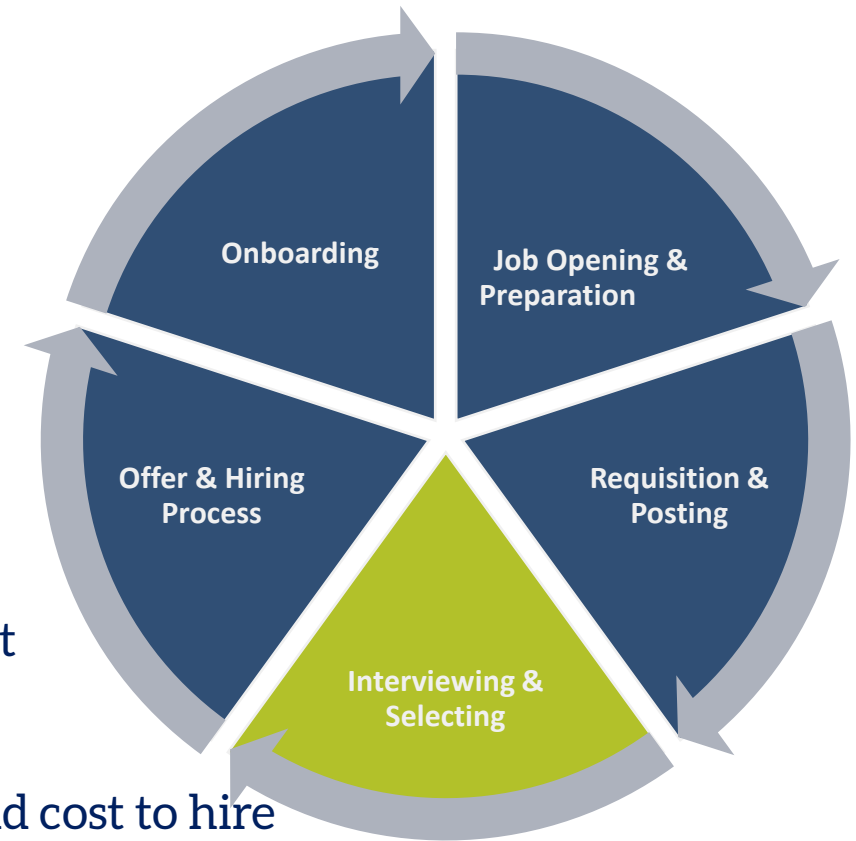 Onboarding
Job Opening &
Preparation
Offer & Hiring
Process
Requisition &
Posting
Interviewing &
Selecting
cost to hire